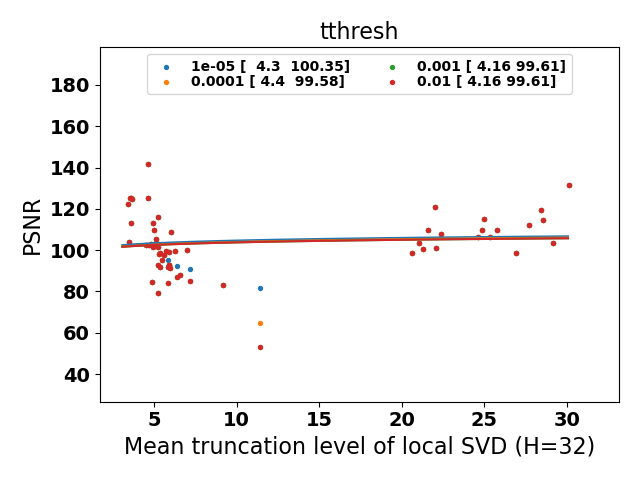 tthresh
1e-05 [  4.3  100.35]
0.0001 [ 4.4  99.58]
0.001 [ 4.16 99.61]
0.01 [ 4.16 99.61]
180
160
140
120
100
80
60
40
PSNR
5 10 15 20 25 30
Mean truncation level of local SVD (H=32)